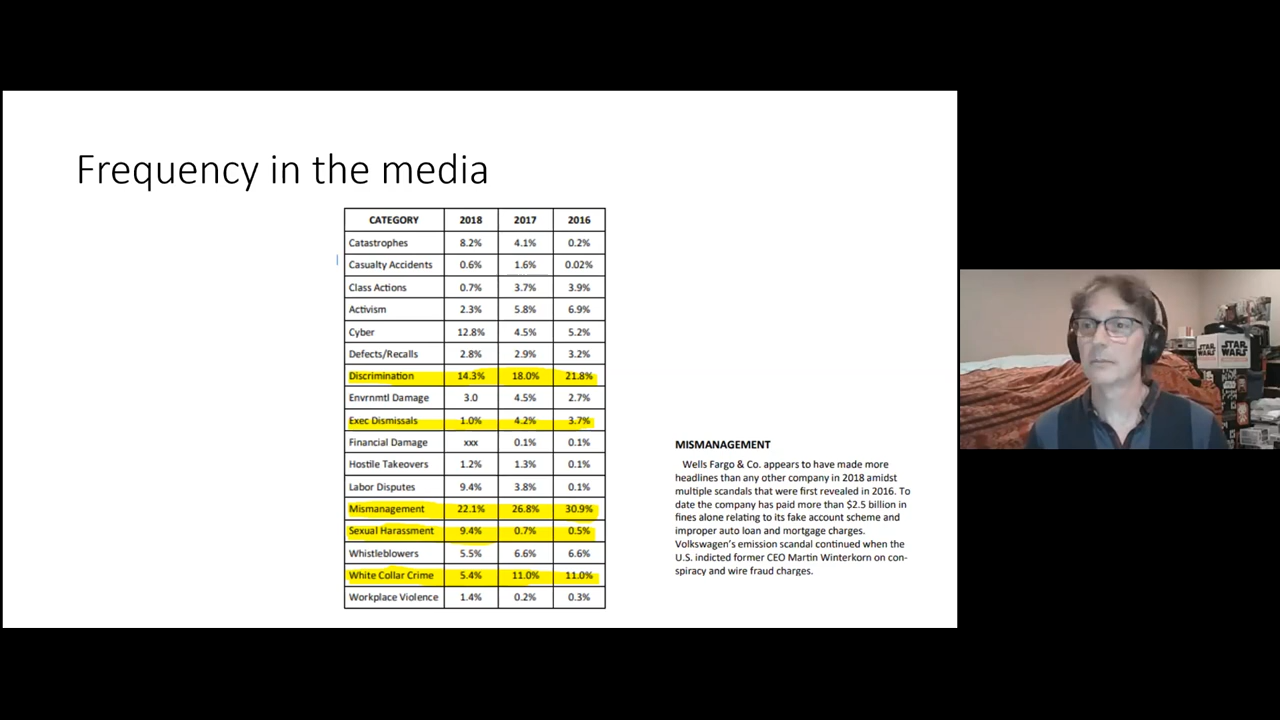 Frequency in the media
CATEGORY 2018 2017 2016
Catastrophes 8.2% 4.1% 0.2%
Casualty Accidents 0.6% 1.6% 0.02%
Class Actions 0.7% 3.7% 3.9%
Activism 2.3% 5.8% 6.9%
Cyber 12.8% 4.5% 5.2%
Defects/Recalls 2.8% 2.9% 3.2%
Discrimination 14.3% 18.0% 21.8%
Envrnmtl Damage 3.0 4.5% 2.7%
Exec Dismissals 1.0% 4.2% 3.7%
Financial Damage xxx 0.1% 0.1%
Hostile Takeovers 1.2% 1.3% 0.1%
Labor Disputes 9.4% 3.8% 0.1%
Mismanagement 22.1% 26.8% 30.9%
Sexual Harassment 9.4% 0.7% 0.5%
Whistleblowers 5.5% 6.6% 6.6%
White Collar Crime 5.4% 11.0% 11.0%
Workplace Violence 1.4% 0.2% 0.3%
MISMANAGEMENT
Wells Fargo & Co. appears to have made more
headlines than any other company in 2018 amidst
multiple scandals that were first revealed in 2016. To
date the company has paid more than $2.5 billion in
fines alone relating to its fake account scheme and
improper auto loan and mortgage charges.
Volkswagen's emission scandal continued when the
U.S. indicted former CEO Martin Winterkorn on con-
spiracy and wire fraud charges.
STAR
WARS
STAR
WARS